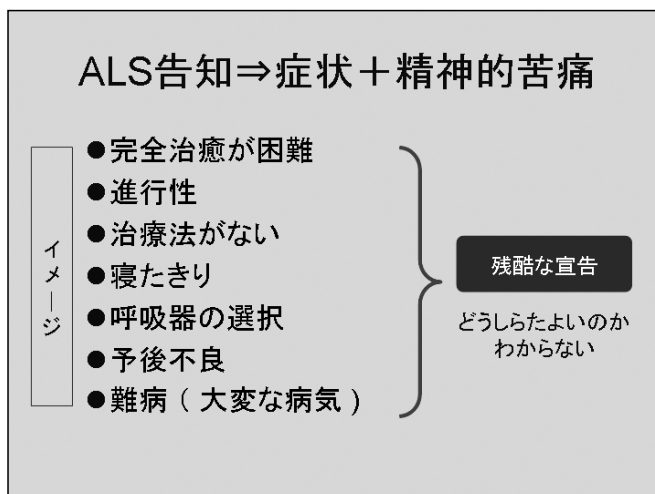 ALS告知⇒症状＋精神的苦痛
イメージ
●完全治癒が困難
●進行性
●治療法がない
●寝たきり
●呼吸器の選択
●予後不良
●難病（大変な病気）
残酷な宣告
どうしらたよいのか
わからない